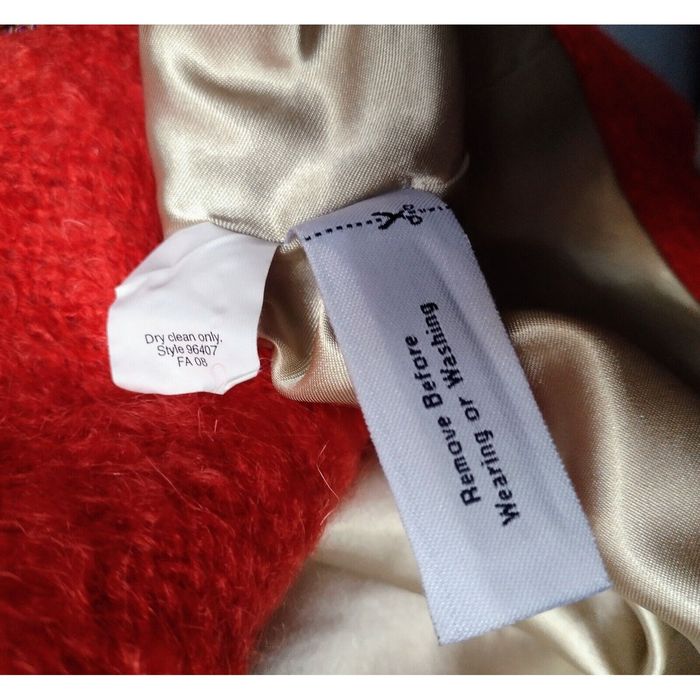 Dry clean only.
Style 96407
FA 08
Remove Before
Wearing or Washing